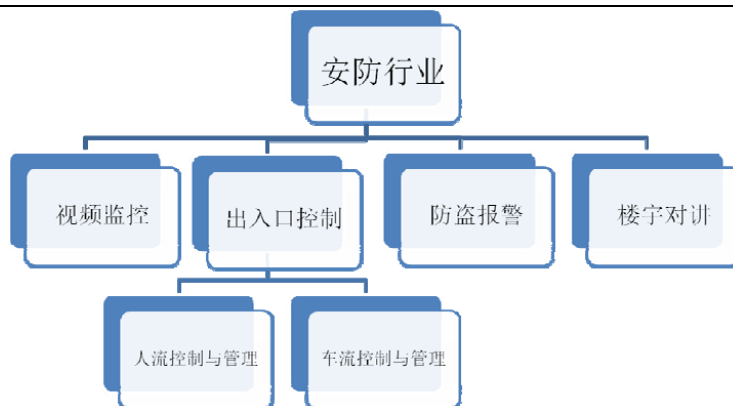 安防行业
视频监控
出入口控制
防盗报警
楼宇对讲
人流控制与管理
车流控制与管理